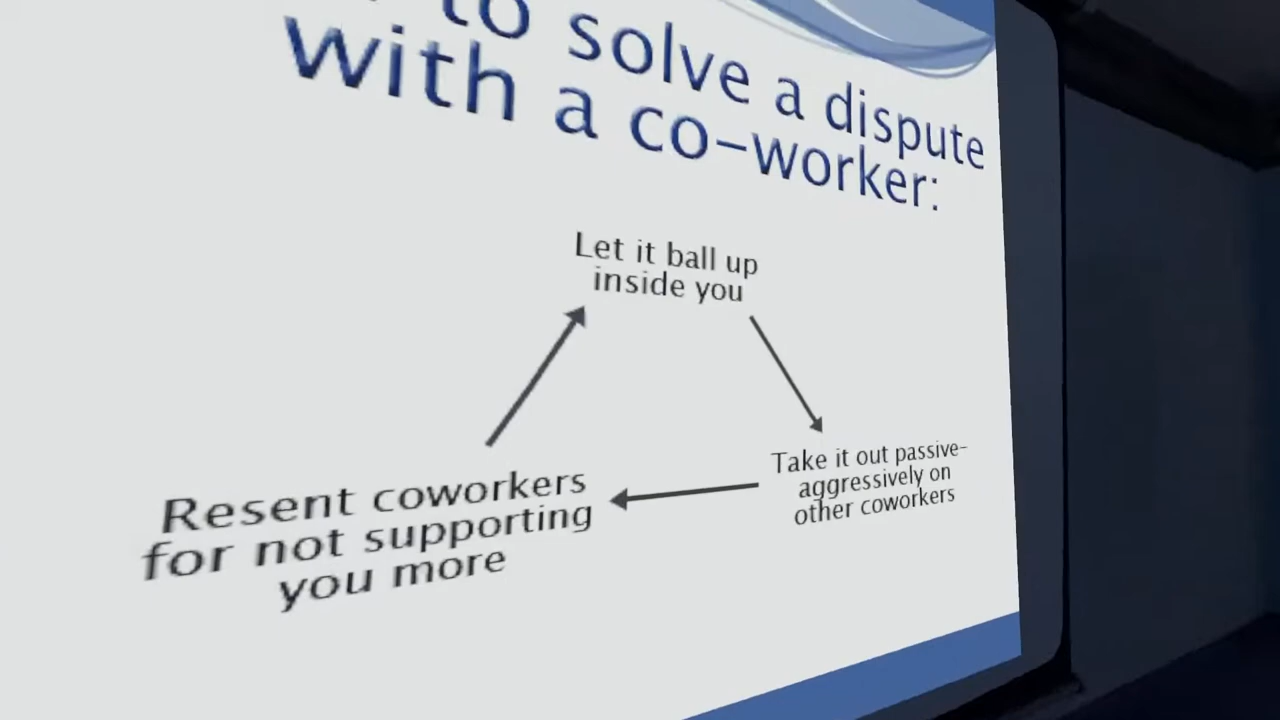 to solve a dispute
with a co-worker:
Let it ball up
inside you
Take it out passive-
aggressively on
other coworkers
Resent coworkers
for not supporting
you more